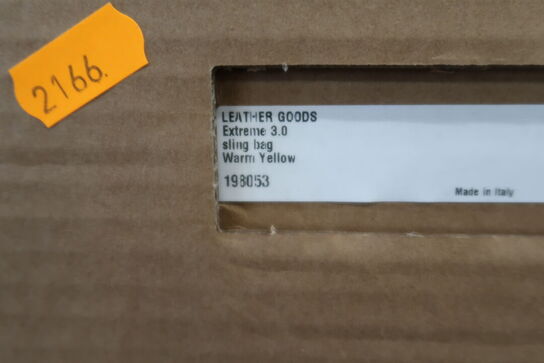 2166.
LEATHER GOODS
Extreme 3.0
sling bag
Warm Yellow
198053
Made in Italy